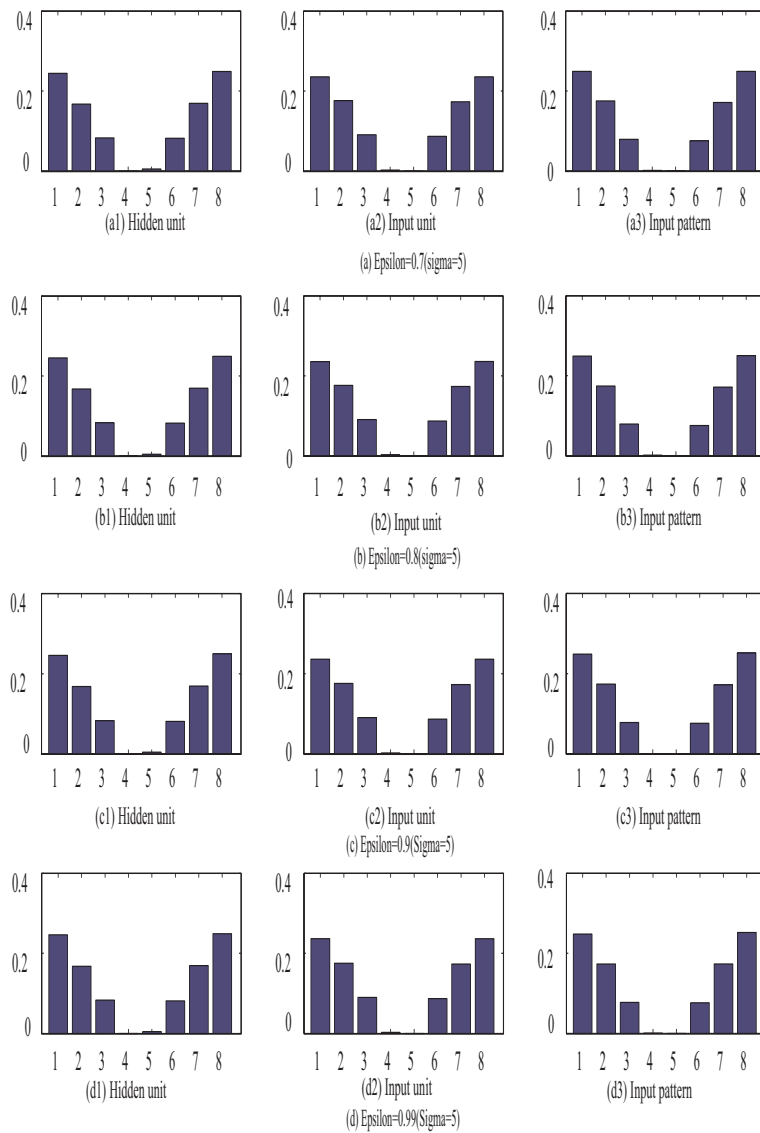 0.4
0.2
0
1 2 3 4 5 6 7 8
(a1) Hidden unit
0.4
0.2
0
1 2 3 4 5 6 7 8
(a2) Input unit
0.4
0.2
0
1 2 3 4 5 6 7 8
(a3) Input pattern
(a) Epsilon=0.7(sigma=5)
0.4
0.2
0
1 2 3 4 5 6 7 8
(b1) Hidden unit
0.4
0.2
0
1 2 3 4 5 6 7 8
(b2) Input unit
0.4
0.2
0
1 2 3 4 5 6 7 8
(b3) Input pattern
(b) Epsilon=0.8(sigma=5)
0.4
0.2
0
1 2 3 4 5 6 7 8
(c1) Hidden unit
0.4
0.2
0
1 2 3 4 5 6 7 8
(c2) Input unit
0.4
0.2
0
1 2 3 4 5 6 7 8
(c3) Input pattern
(c) Epsilon=0.9(Sigma=5)
0.4
0.2
0
1 2 3 4 5 6 7 8
(d1) Hidden unit
0.4
0.2
0
1 2 3 4 5 6 7 8
(d2) Input unit
0.4
0.2
0
1 2 3 4 5 6 7 8
(d3) Input pattern
(d) Epsilon=0.99(Sigma=5)